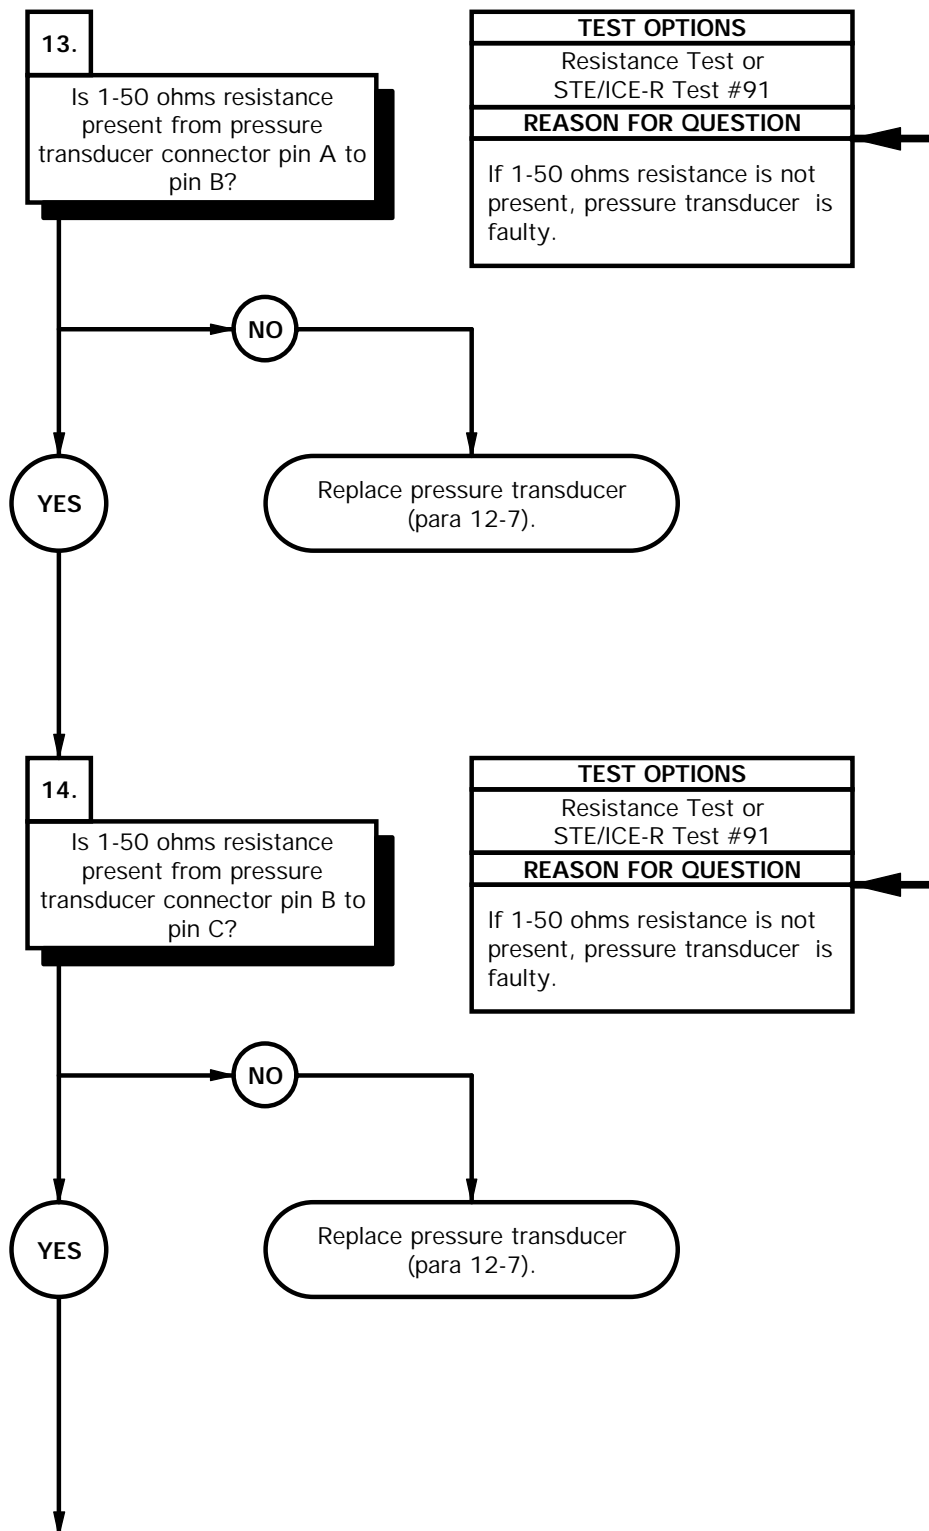 13.
Is 1-50 ohms resistance
present from pressure
transducer connector pin A to
pin B?
TEST OPTIONS
Resistance Test or
STE/ICE-R Test #91
REASON FOR QUESTION
If 1-50 ohms resistance is not
present, pressure transducer is
faulty.
NO
YES
Replace pressure transducer
(para 12-7).
14.
Is 1-50 ohms resistance
present from pressure
transducer connector pin B to
pin C?
TEST OPTIONS
Resistance Test or
STE/ICE-R Test #91
REASON FOR QUESTION
If 1-50 ohms resistance is not
present, pressure transducer is
faulty.
NO
YES
Replace pressure transducer
(para 12-7).